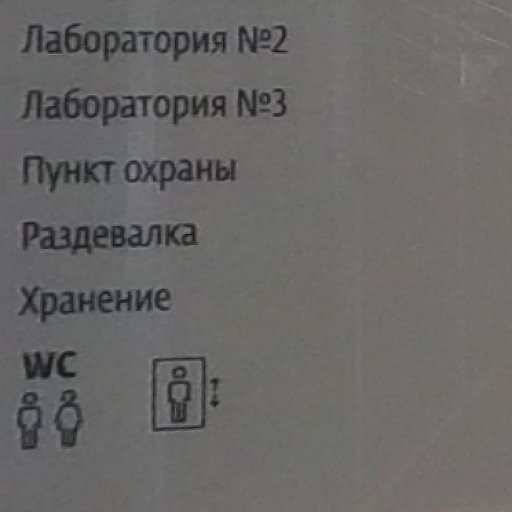 Лаборатория №2
Лаборатория №3
Пункт охраны
Раздевалка
Хранение
WC